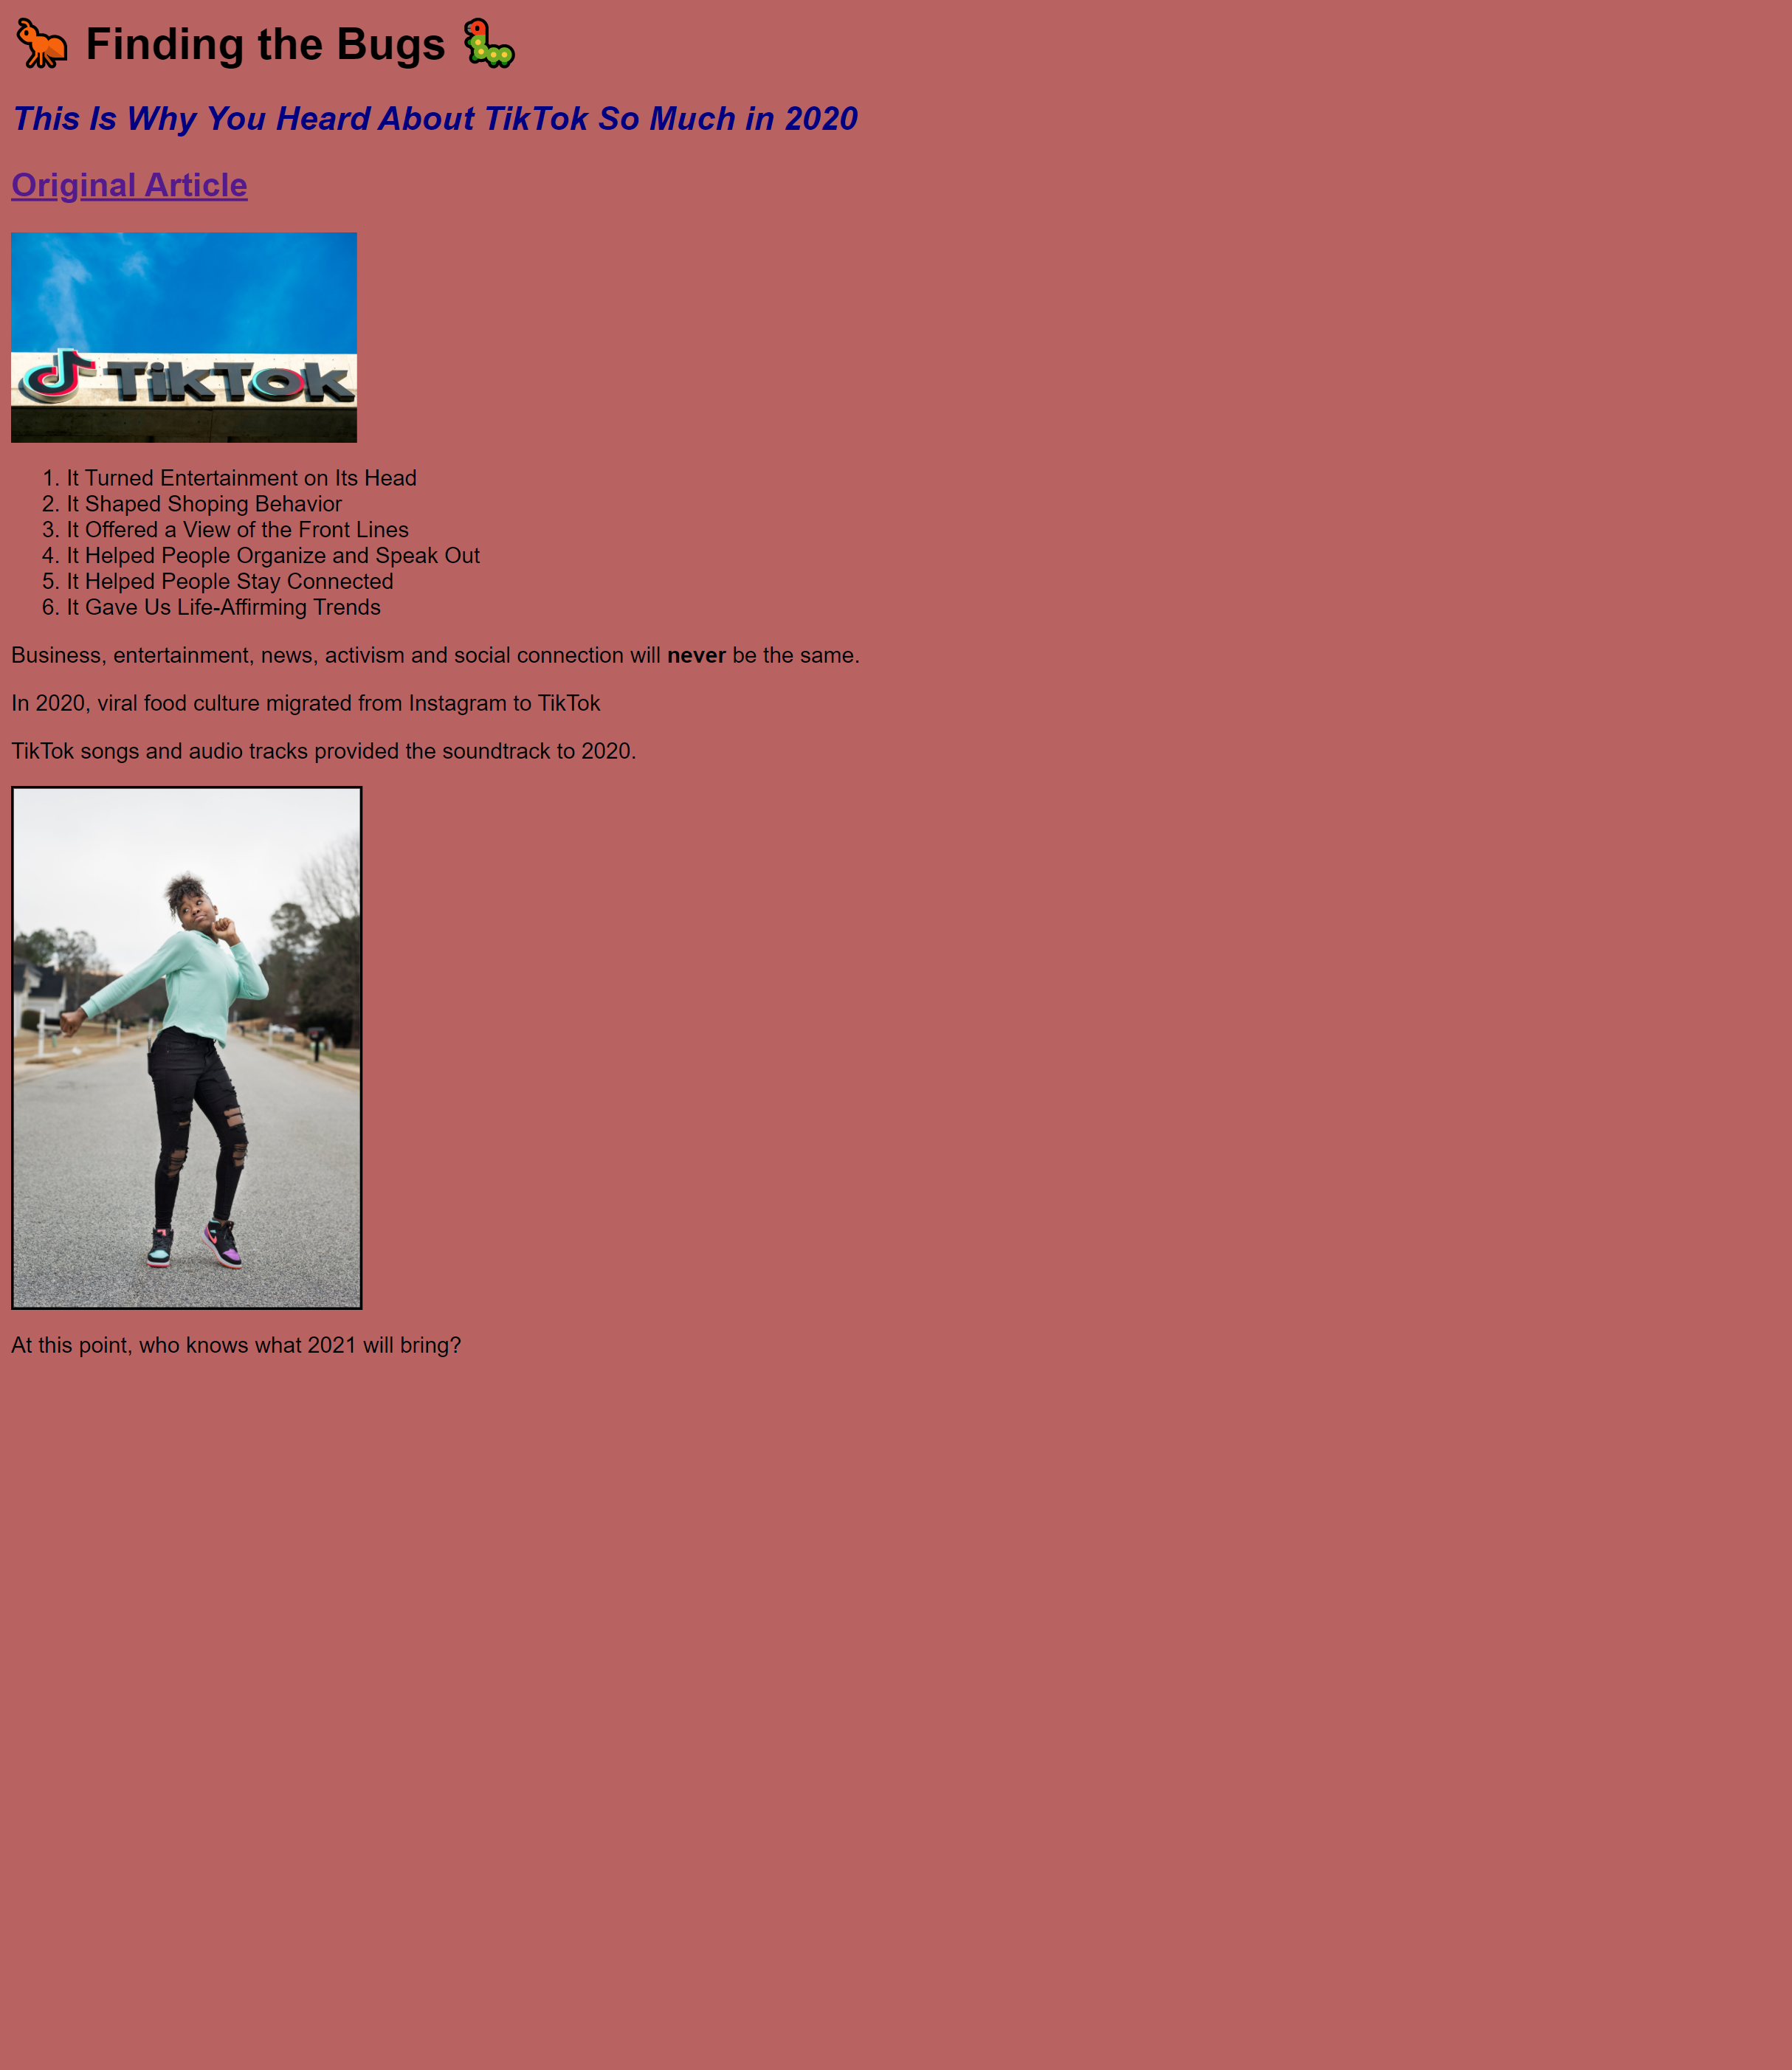 🐜 Finding the Bugs 🐛
This Is Why You Heard About TikTok So Much in 2020
Original Article
TikTok
1. It Turned Entertainment on Its Head
2. It Shaped Shoping Behavior
3. It Offered a View of the Front Lines
4. It Helped People Organize and Speak Out
5. It Helped People Stay Connected
6. It Gave Us Life-Affirming Trends
Business, entertainment, news, activism and social connection will never be the same.
In 2020, viral food culture migrated from Instagram to TikTok
TikTok songs and audio tracks provided the soundtrack to 2020.
At this point, who knows what 2021 will bring?